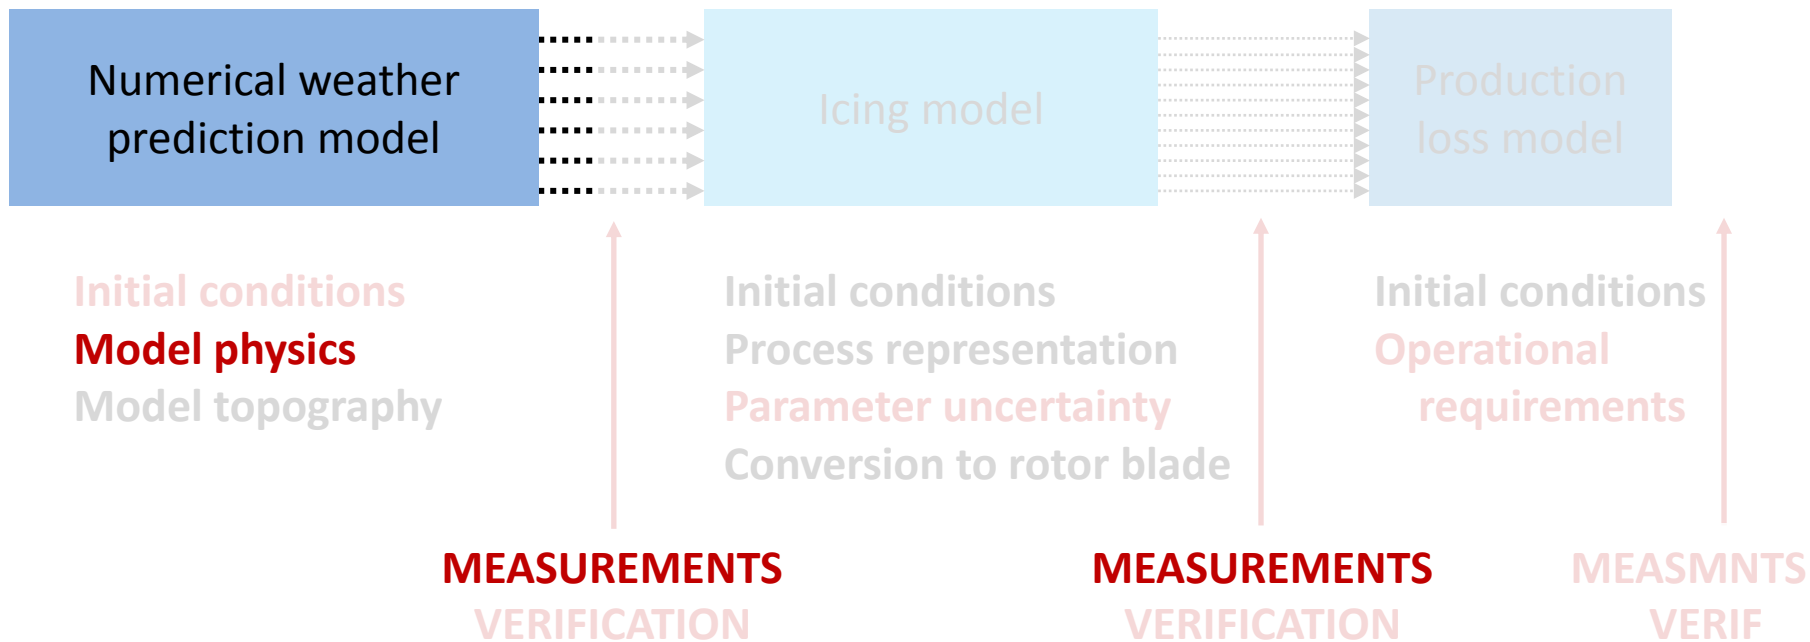 Numerical weather
prediction model
Icing model
Production
loss model
Initial conditions
Model physics
Model topography
Initial conditions
Process representation
Parameter uncertainty
Conversion to rotor blade
Initial conditions
Operational
requirements
MEASUREMENTS
VERIFICATION
MEASUREMENTS
VERIFICATION
MEASMNTS
VERIF